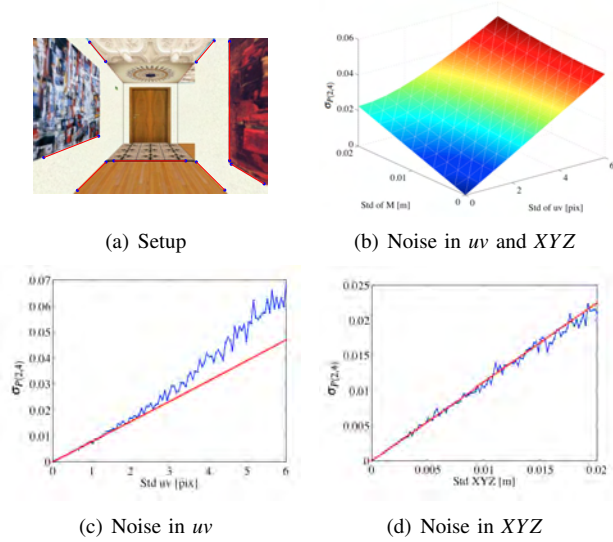 0.06
0.04
0.02
0
0.02
0.01
0
0
2
4
6
σP(2,4)
Std of M [m]
Std of uv [pix]
(a) Setup
(b) Noise in uv and XYZ
0.07
0.06
0.05
0.04
0.03
0.02
0.01
0
0 1 2 3 4 5 6
σP(2,4)
Std uv [pix]
0.025
0.02
0.015
0.01
0.005
0
0 0.005 0.01 0.015 0.02
σP(2,4)
Std XYZ [m]
(c) Noise in uv
(d) Noise in XYZ